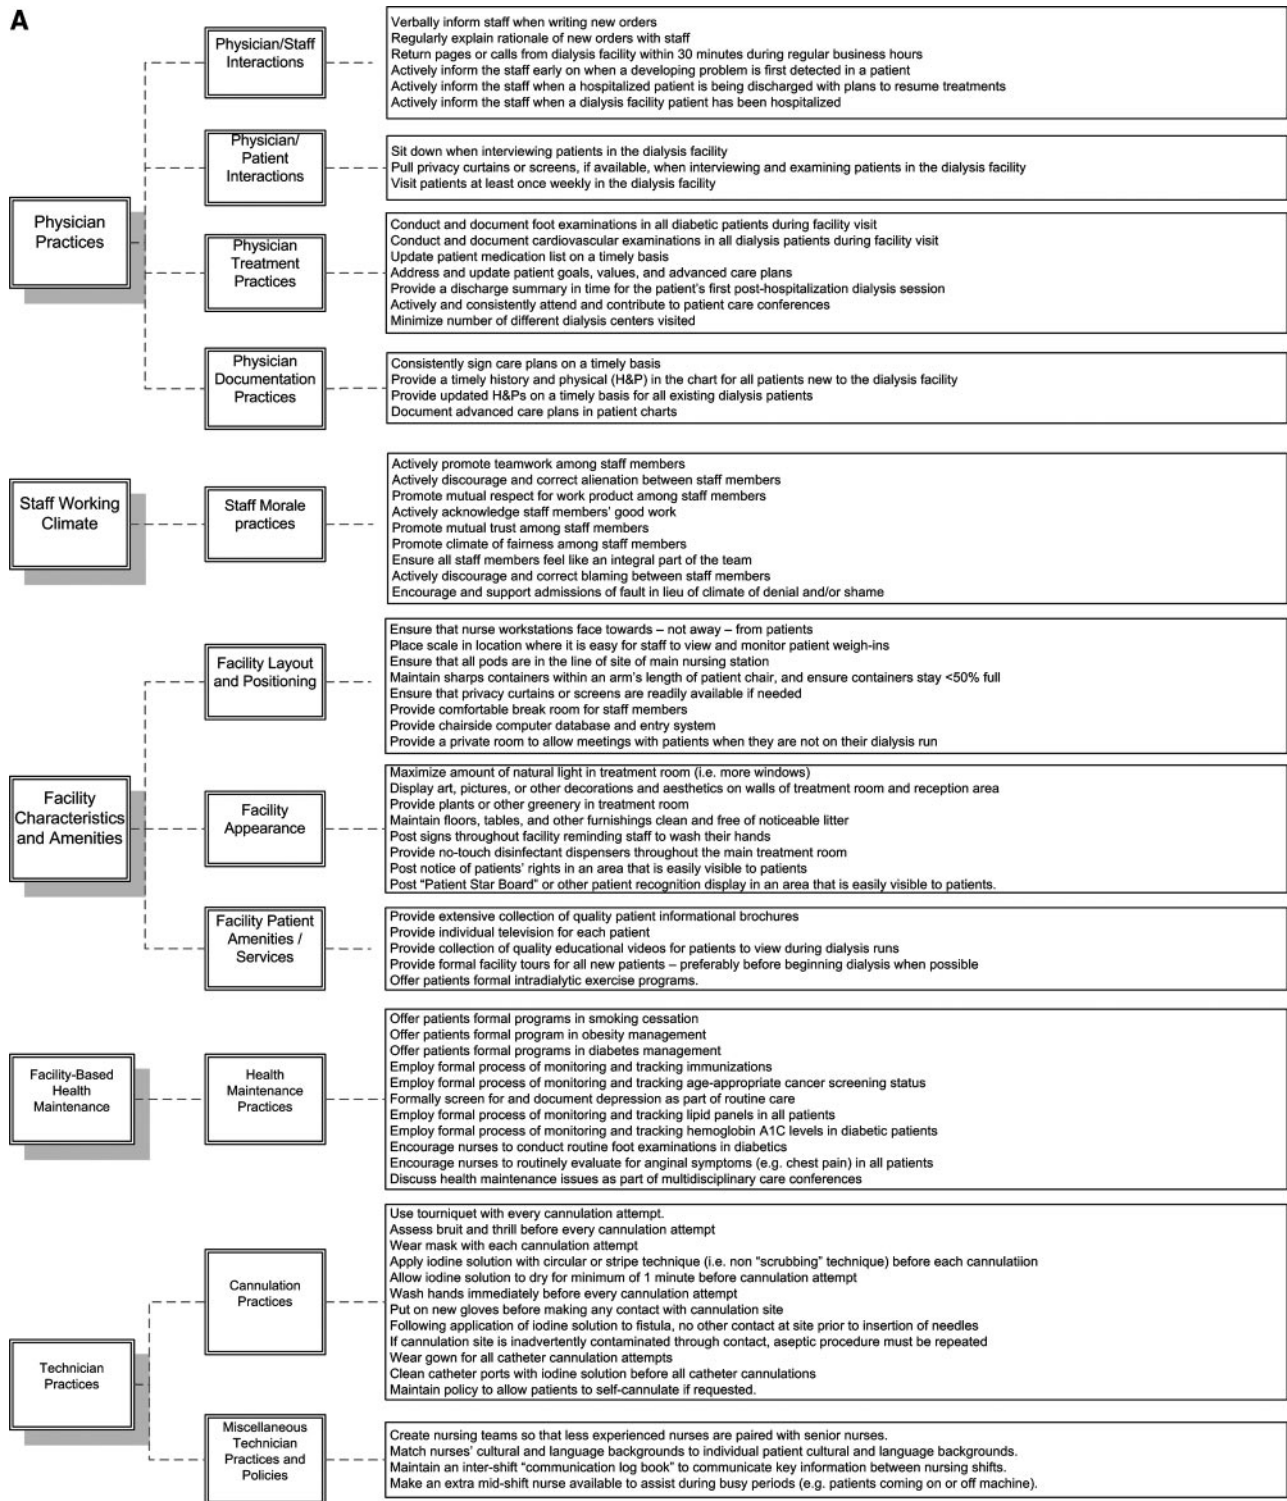 A
Physician Practices
Physician/Staff
Interactions
Verbally inform staff when writing new orders
Regularly explain rationale of new orders with staff
Return pages or calls from dialysis facility within 30 minutes during regular business hours
Actively inform the staff early on when a developing problem is first detected in a patient
Actively inform the staff when a hospitalized patient is being discharged with plans to resume treatments
Actively inform the staff when a dialysis facility patient has been hospitalized
Physician/
Patient
Interactions
Sit down when interviewing patients in the dialysis facility
Pull privacy curtains or screens, if available, when interviewing and examining patients in the dialysis facility
Visit patients at least once weekly in the dialysis facility
Physician
Treatment
Practices
Conduct and document foot examinations in all diabetic patients during facility visit
Conduct and document cardiovascular examinations in all dialysis patients during facility visit
Update patient medication list on a timely basis
Address and update patient goals, values, and advanced care plans
Provide a discharge summary in time for the patient's first post-hospitalization dialysis session
Actively and consistently attend and contribute to patient care conferences
Minimize number of different dialysis centers visited
Physician
Documentation
Practices
Consistently sign care plans on a timely basis
Provide a timely history and physical (H&P) in the chart for all patients new to the dialysis facility
Provide updated H&Ps on a timely basis for all existing dialysis patients
Document advanced care plans in patient charts
Staff Working
Climate
Staff Morale
practices
Actively promote teamwork among staff members
Actively discourage and correct alienation between staff members
Promote mutual respect for work product among staff members
Actively acknowledge staff members' good work
Promote mutual trust among staff members
Promote climate of fairness among staff members
Ensure all staff members feel like an integral part of the team
Actively discourage and correct blaming between staff members
Encourage and support admissions of fault in lieu of climate of denial and/or shame
Facility
Characteristics
and Amenities
Facility Layout
and Positioning
Ensure that nurse workstations face towards – not away – from patients
Place scale in location where it is easy for staff to view and monitor patient weigh-ins
Ensure that all pods are in the line of site of main nursing station
Maintain sharps containers within an arm's length of patient chair, and ensure containers stay <50% full
Ensure that privacy curtains or screens are readily available if needed
Provide comfortable break room for staff members
Provide chairside computer database and entry system
Provide a private room to allow meetings with patients when they are not on their dialysis run
Facility
Appearance
Maximize amount of natural light in treatment room (i.e. more windows)
Display art, pictures, or other decorations and aesthetics on walls of treatment room and reception area
Provide plants or other greenery in treatment room
Maintain floors, tables, and other furnishings clean and free of noticeable litter
Post signs throughout facility reminding staff to wash their hands
Provide no-touch disinfectant dispensers throughout the main treatment room
Post notice of patients' rights in an area that is easily visible to patients
Post "Patient Star Board" or other patient recognition display in an area that is easily visible to patients.
Facility Patient
Amenities /
Services
Provide extensive collection of quality patient informational brochures
Provide individual television for each patient
Provide collection of quality educational videos for patients to view during dialysis runs
Provide formal facility tours for all new patients – preferably before beginning dialysis when possible
Offer patients formal intradialytic exercise programs.
Facility-Based
Health
Maintenance
Health
Maintenance
Practices
Offer patients formal programs in smoking cessation
Offer patients formal program in obesity management
Offer patients formal programs in diabetes management
Employ formal process of monitoring and tracking immunizations
Employ formal process of monitoring and tracking age-appropriate cancer screening status
Formally screen for and document depression as part of routine care
Employ formal process of monitoring and tracking lipid panels in all patients
Employ formal process of monitoring and tracking hemoglobin A1C levels in diabetic patients
Encourage nurses to conduct routine foot examinations in diabetics
Encourage nurses to routinely evaluate for anginal symptoms (e.g. chest pain) in all patients
Discuss health maintenance issues as part of multidisciplinary care conferences
Technician
Practices
Cannulation
Practices
Use tourniquet with every cannulation attempt.
Assess bruit and thrill before every cannulation attempt
Wear mask with each cannulation attempt
Apply iodine solution with circular or stripe technique (i.e. non "scrubbing" technique) before each cannulatiion
Allow iodine solution to dry for minimum of 1 minute before cannulation attempt
Wash hands immediately before every cannulation attempt
Put on new gloves before making any contact with cannulation site
Following application of iodine solution to fistula, no other contact at site prior to insertion of needles
If cannulation site is inadvertently contaminated through contact, aseptic procedure must be repeated
Wear gown for all catheter cannulation attempts
Clean catheter ports with iodine solution before all catheter cannulations
Maintain policy to allow patients to self-cannulate if requested.
Miscellaneous
Technician
Practices and
Policies
Create nursing teams so that less experienced nurses are paired with senior nurses.
Match nurses' cultural and language backgrounds to individual patient cultural and language backgrounds.
Maintain an inter-shift "communication log book" to communicate key information between nursing shifts.
Make an extra mid-shift nurse available to assist during busy periods (e.g. patients coming on or off machine).